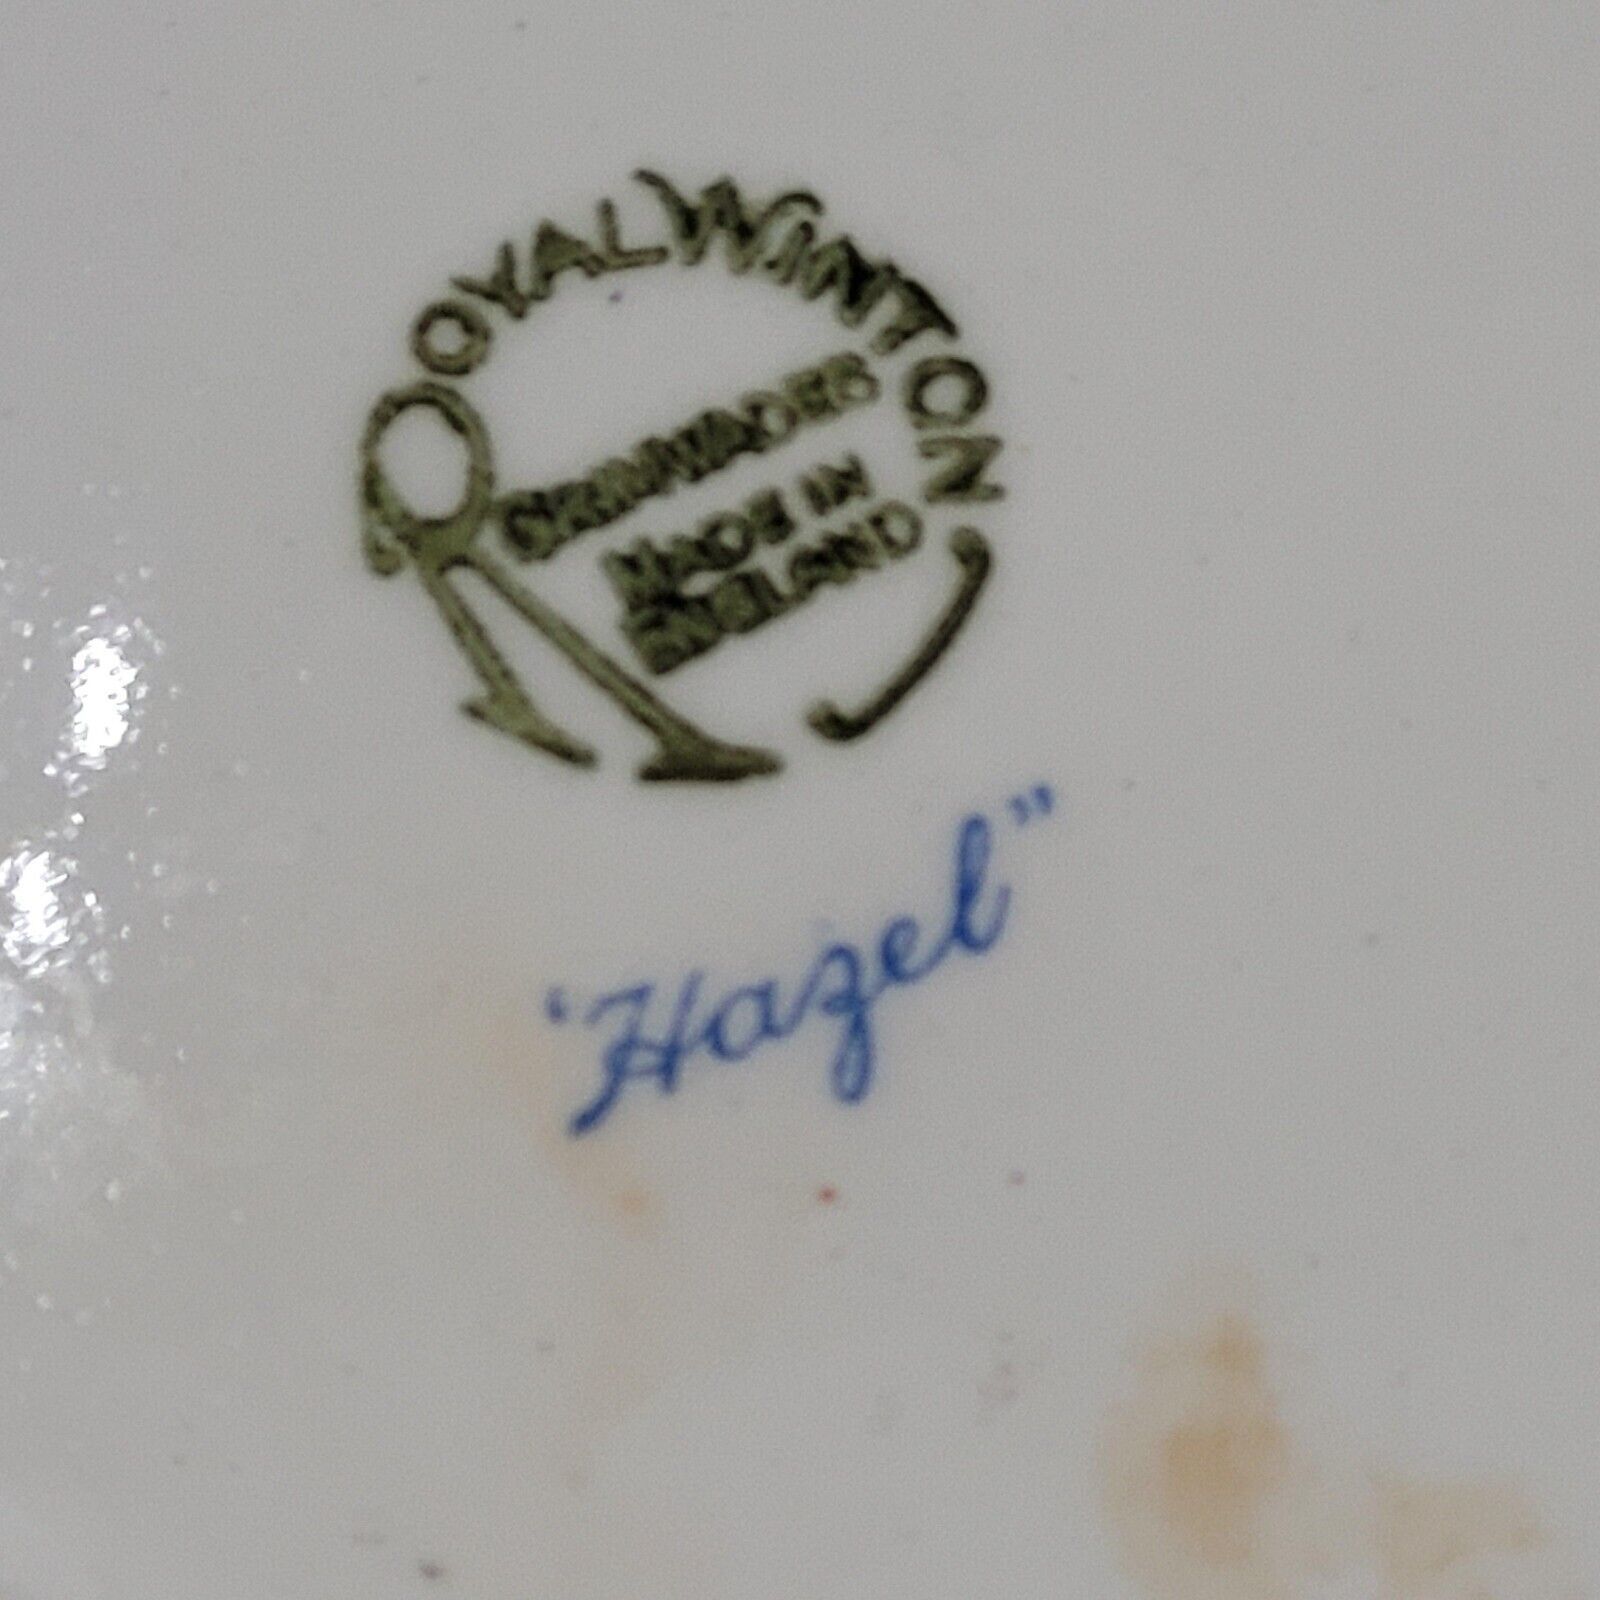 ROYAL WINTON
GRIMWADES
MADE IN
ENGLAND
‘Hazel”